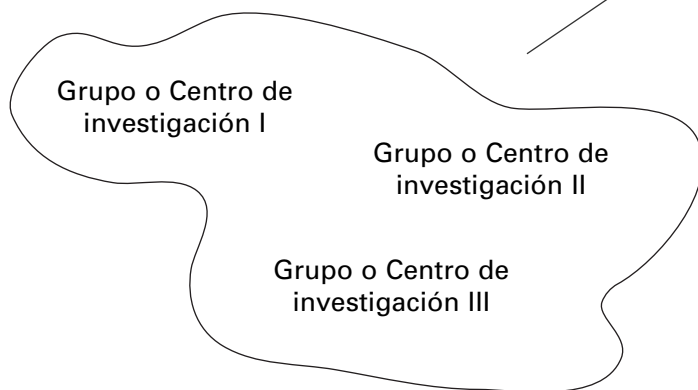 Grupo o Centro de
investigación I
Grupo o Centro de
investigación II
Grupo o Centro de
investigación III